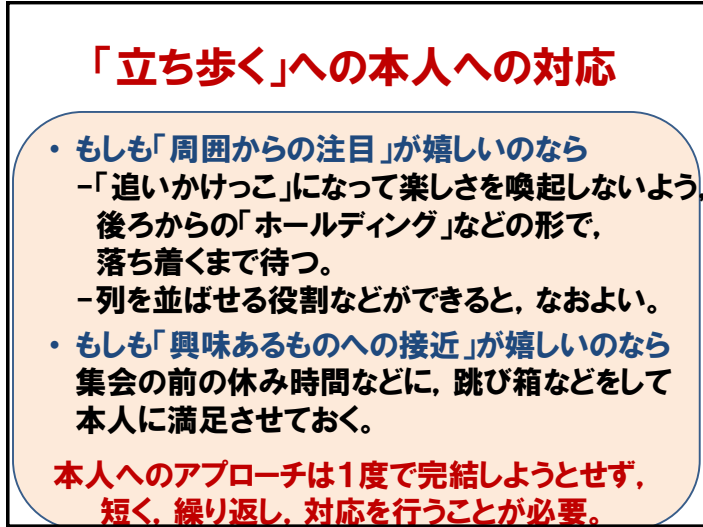 「立ち歩く」への本人への対応
・もしも「周囲からの注目」が嬉しいのなら
－「追いかけっこ」になって楽しさを喚起しないよう,
後ろからの「ホールディング」などの形で,
落ち着くまで待つ。
－列を並ばせる役割などができると, なおよい。
・もしも「興味あるものへの接近」が嬉しいのなら
集会の前の休み時間などに, 跳び箱などをして
本人に満足させておく。
本人へのアプローチは１度で完結しようとせず,
短く, 繰り返し, 対応を行うことが必要。